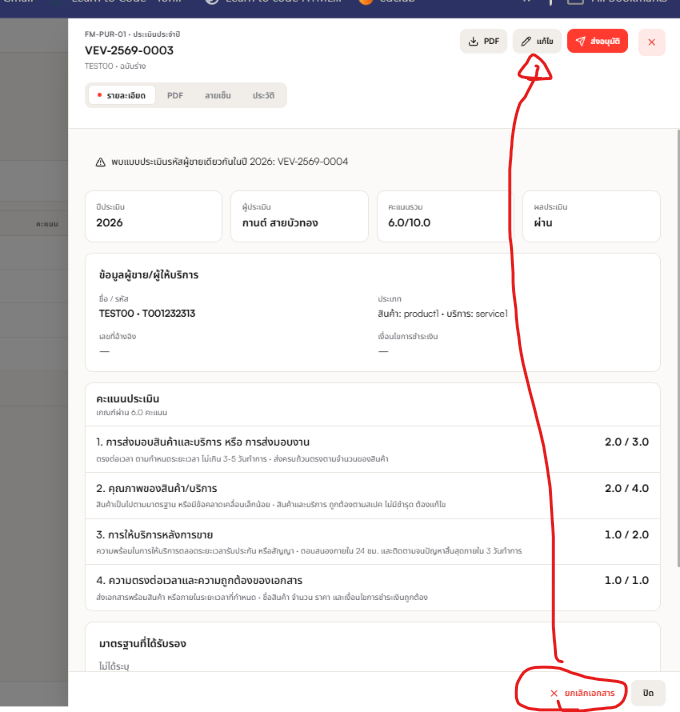 FM-PUR-01 • ประเมินประจำปี
VEV-2569-0003
TEST00 • ฉบับร่าง
PDF
แก้ไข
ส่งอนุมัติ
รายละเอียด
PDF
ลายเซ็น
ประวัติ
พบแบบประเมินรหัสผู้ขายเดียวกันในปี 2026: VEV-2569-0004
ปีประเมิน
2026
ผู้ประเมิน
กานต์ สายบัวทอง
คะแนนรวม
6.0/10.0
ผลประเมิน
ผ่าน
คะแนน
ข้อมูลผู้ขาย/ผู้ให้บริการ
ชื่อ / รหัส
TEST00 • T001232313
ประเภท
สินค้า: product1 • บริการ: service1
เลขที่อ้างอิง
—
เงื่อนไขการชำระเงิน
—
คะแนนประเมิน
เกณฑ์ผ่าน 6.0 คะแนน
1. การส่งมอบสินค้าและบริการ หรือ การส่งมอบงาน
2.0 / 3.0
ตรงต่อเวลา ตามกำหนดระยะเวลา ไม่เกิน 3-5 วันทำการ • ส่งครบถ้วนตรงตามจำนวนของสินค้า
2. คุณภาพของสินค้า/บริการ
2.0 / 4.0
สินค้าเป็นไปตามมาตรฐาน หรือมีข้อคลาดเคลื่อนเล็กน้อย • สินค้าและบริการ ถูกต้องตามสเปค ไม่มีชำรุด ต้องแก้ไข
3. การให้บริการหลังการขาย
1.0 / 2.0
ความพร้อมในการให้บริการตลอดระยะเวลารับประกัน หรือสัญญา • ตอบสนองภายใน 24 ชม. และติดตามจนปัญหาสิ้นสุดภายใน 3 วันทำการ
4. ความตรงต่อเวลาและความถูกต้องของเอกสาร
1.0 / 1.0
ส่งเอกสารพร้อมสินค้า หรือภายในระยะเวลาที่กำหนด • ชื่อสินค้า จำนวน ราคา และเงื่อนไขการชำระเงินถูกต้อง
มาตรฐานที่ได้รับรอง
ไม่ได้ระบุ
ยกเลิกเอกสาร
ปิด